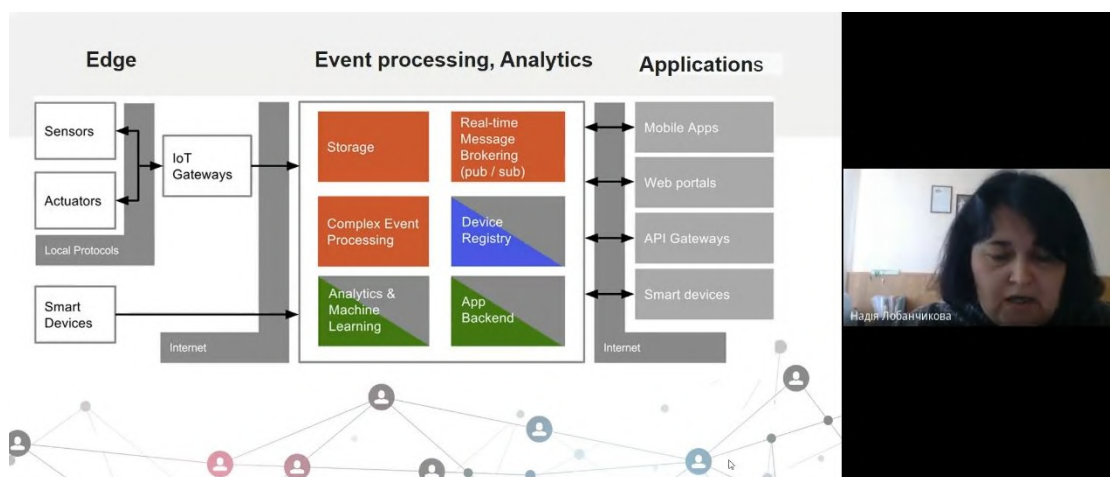 Edge
Event processing, Analytics
Applications
Sensors
Actuators
Local Protocols
IoT
Gateways
Smart
Devices
Internet
Storage
Real-time
Message
Brokering
(pub / sub)
Complex Event
Processing
Device
Registry
Analytics &
Machine
Learning
App
Backend
Internet
Mobile Apps
Web portals
API Gateways
Smart devices
Надія Лобанчикова